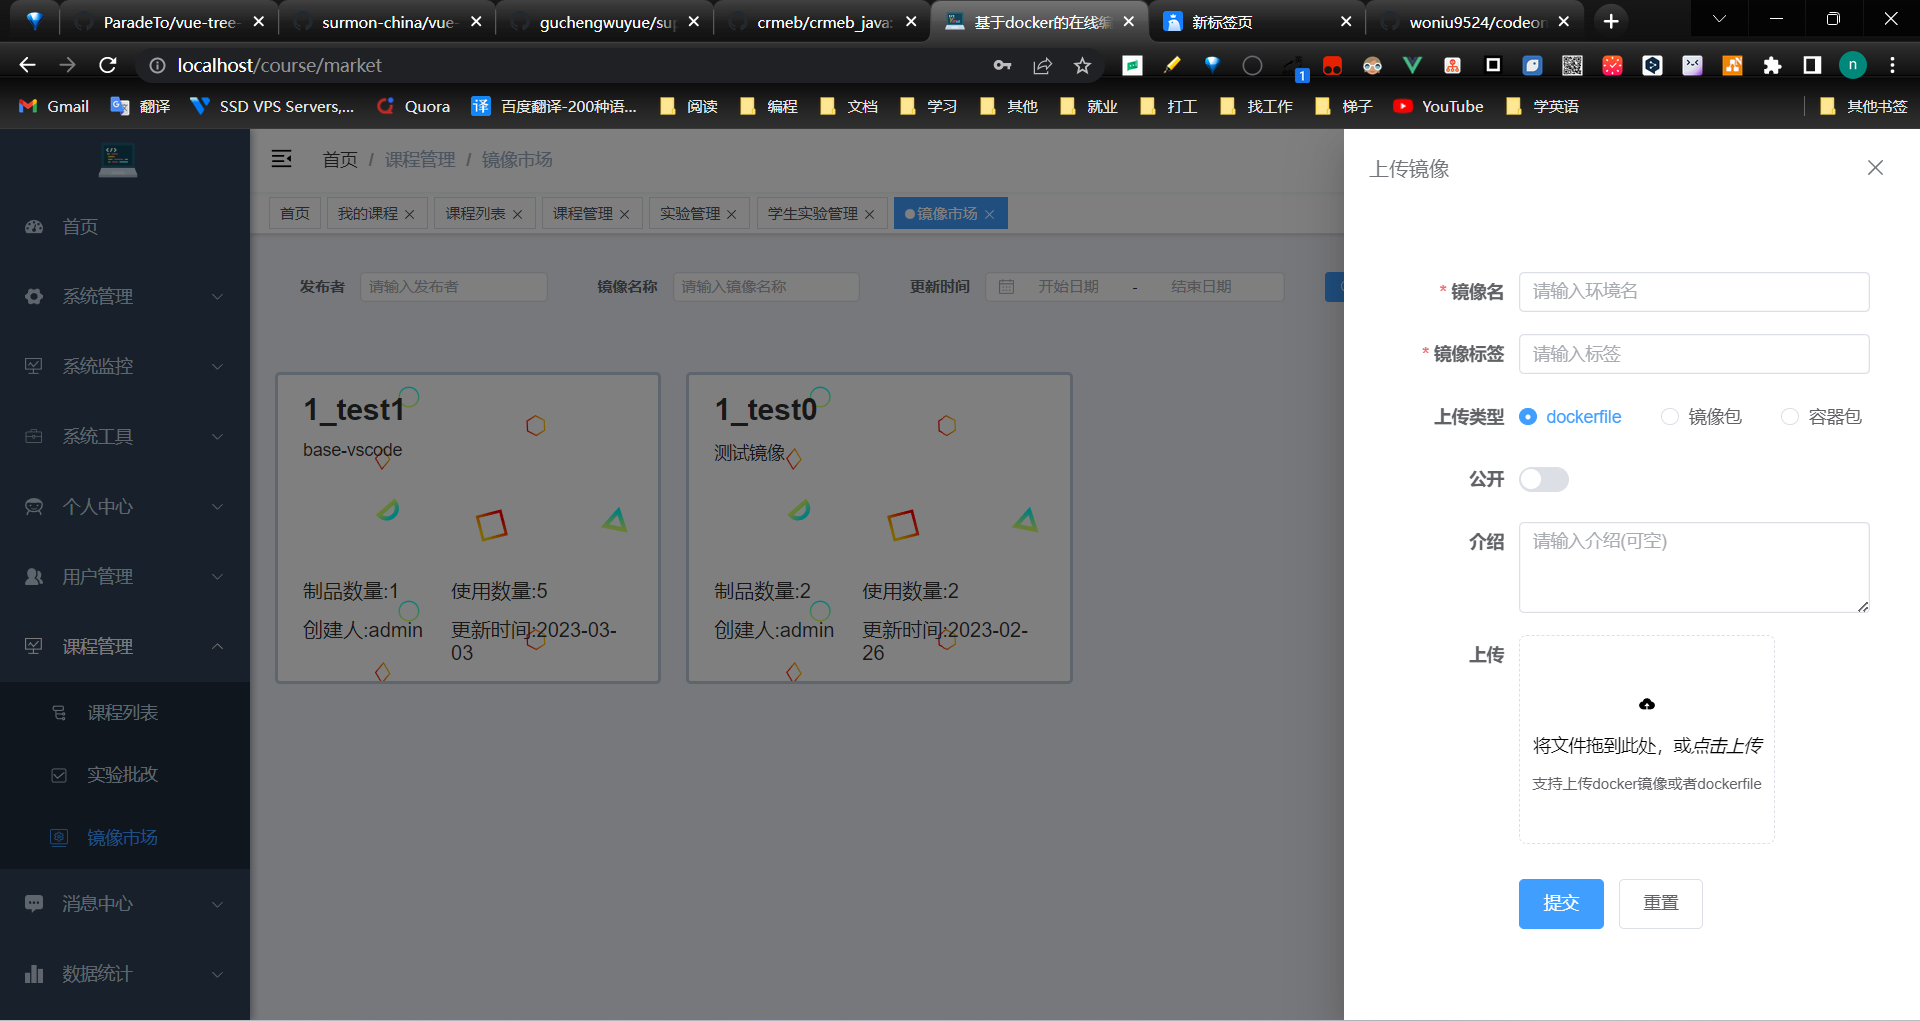 ParadeTo/vue-tree-
surmon-china/vue-
guchengwuyue/sup
crmeb/crmeb_java:
基于docker的在线编
新标签页
woniu9524/codeon
localhost/course/market
1
n
Gmail
翻译
SSD VPS Servers,...
Quora
译
百度翻译-200种语...
阅读
编程
文档
学习
其他
就业
打工
找工作
梯子
YouTube
学英语
其他书签
首页 / 课程管理 / 镜像市场
首页
我的课程
课程列表
课程管理
实验管理
学生实验管理
镜像市场
首页
系统管理
系统监控
系统工具
个人中心
用户管理
课程管理
课程列表
实验批改
镜像市场
消息中心
数据统计
发布者
请输入发布者
镜像名称
请输入镜像名称
更新时间
开始日期 - 结束日期
1_test1
base-vscode
制品数量:1
使用数量:5
创建人:admin
更新时间:2023-03-
03
1_test0
测试镜像
制品数量:2
使用数量:2
创建人:admin
更新时间:2023-02-
26
上传镜像
* 镜像名
请输入环境名
* 镜像标签
请输入标签
上传类型
dockerfile
镜像包
容器包
公开
介绍
请输入介绍(可空)
上传
将文件拖到此处，或点击上传
支持上传docker镜像或者dockerfile
提交
重置